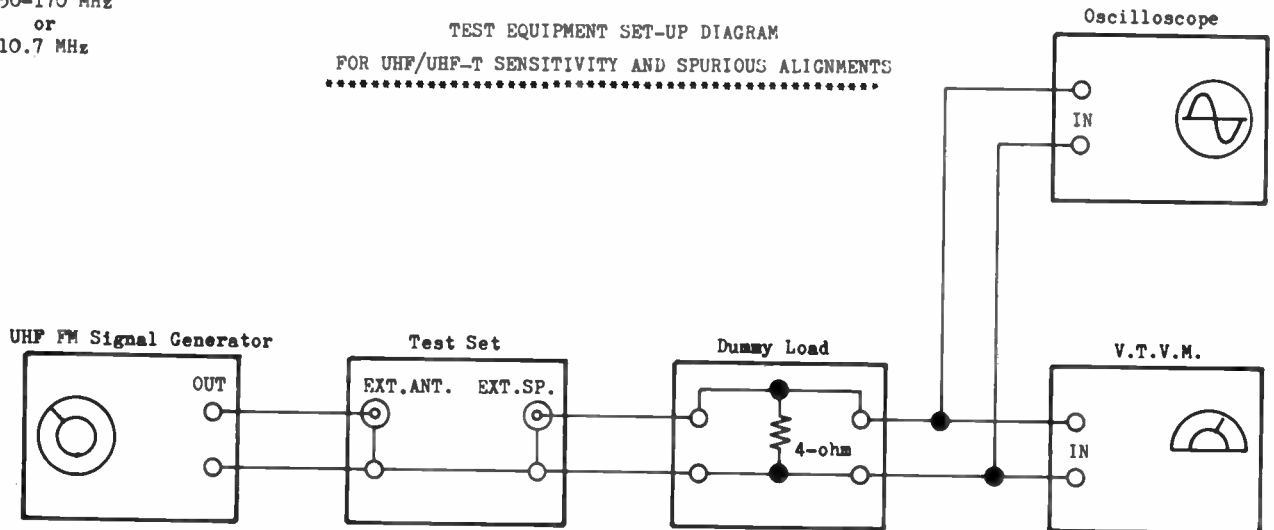 or
10.7 MHz
TEST EQUIPMENT SET-UP DIAGRAM
FOR UHF/UHF-T SENSITIVITY AND SPURIOUS ALIGNMENTS
Oscilloscope
IN
UHF FM Signal Generator
OUT
Test Set
EXT.ANT. EXT.SP.
Dummy Load
4-ohm
V.T.V.M.
IN